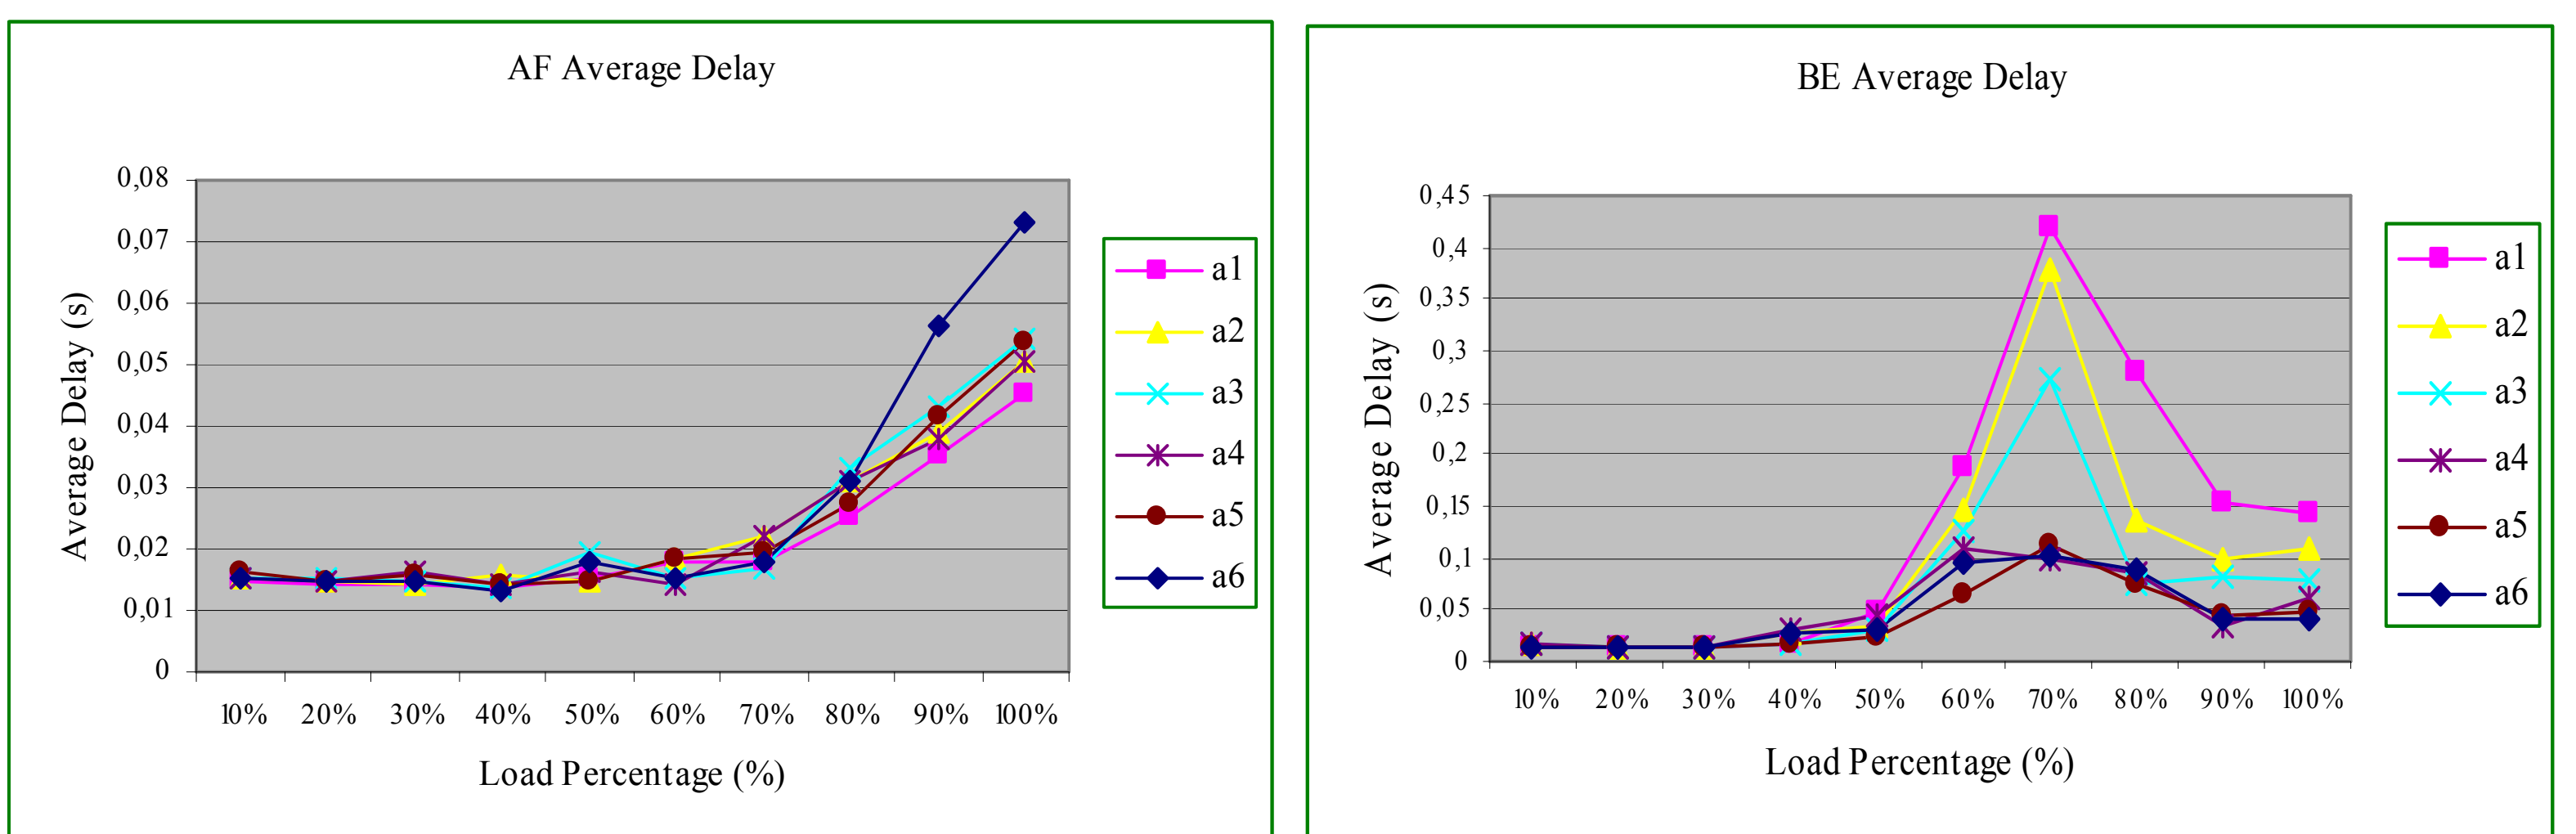 AF Average Delay
Average Delay (s)
0,08
0,07
0,06
0,05
0,04
0,03
0,02
0,01
0
10% 20% 30% 40% 50% 60% 70% 80% 90% 100%
Load Percentage (%)
a1
a2
a3
a4
a5
a6
BE Average Delay
Average Delay (s)
0,45
0,4
0,35
0,3
0,25
0,2
0,15
0,1
0,05
0
10% 20% 30% 40% 50% 60% 70% 80% 90% 100%
Load Percentage (%)
a1
a2
a3
a4
a5
a6